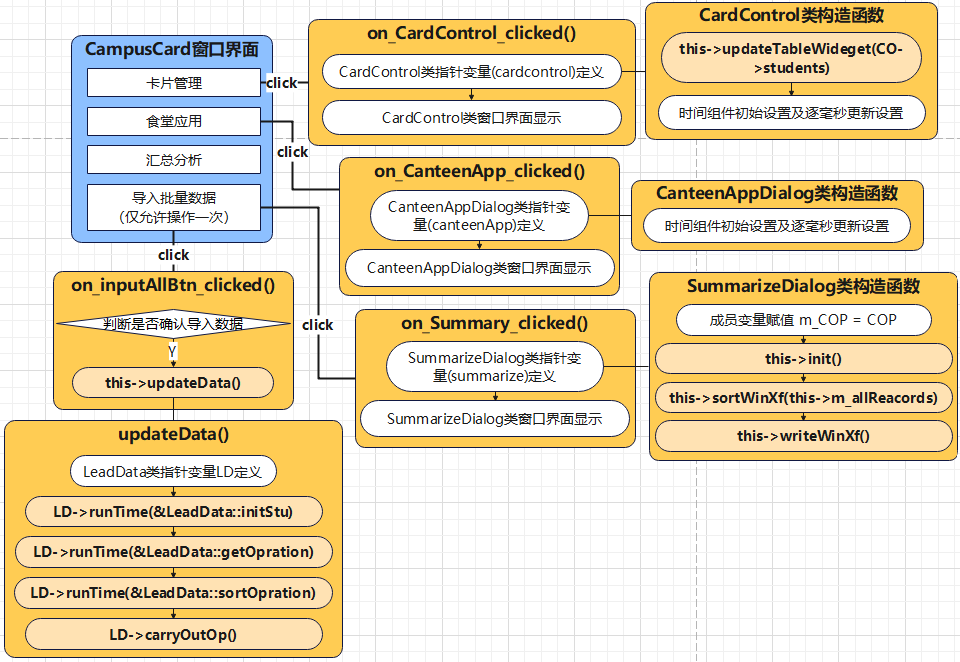 CampusCard窗口界面
卡片管理
食堂应用
汇总分析
导入批量数据
（仅允许操作一次）
click
click
click
click
on_CardControl_clicked()
CardControl类指针变量(cardcontrol)定义
CardControl类窗口界面显示
CardControl类构造函数
this->updateTableWideget(CO-
>students)
时间组件初始设置及逐毫秒更新设置
on_CanteenApp_clicked()
CanteenAppDialog类指针变
量(canteenApp)定义
CanteenAppDialog类窗口界面显示
CanteenAppDialog类构造函数
时间组件初始设置及逐毫秒更新设置
on_inputAllBtn_clicked()
判断是否确认导入数据
Y
this->updateData()
on_Summary_clicked()
SummarizeDialog类指针变
量(summarize)定义
SummarizeDialog类窗口界面显示
SummarizeDialog类构造函数
成员变量赋值 m_COP = COP
this->init()
this->sortWinXf(this->m_allReacords)
this->writeWinXf()
updateData()
LeadData类指针变量LD定义
LD->runTime(&LeadData::initStu)
LD->runTime(&LeadData::getOpration)
LD->runTime(&LeadData::sortOpration)
LD->carryOutOp()